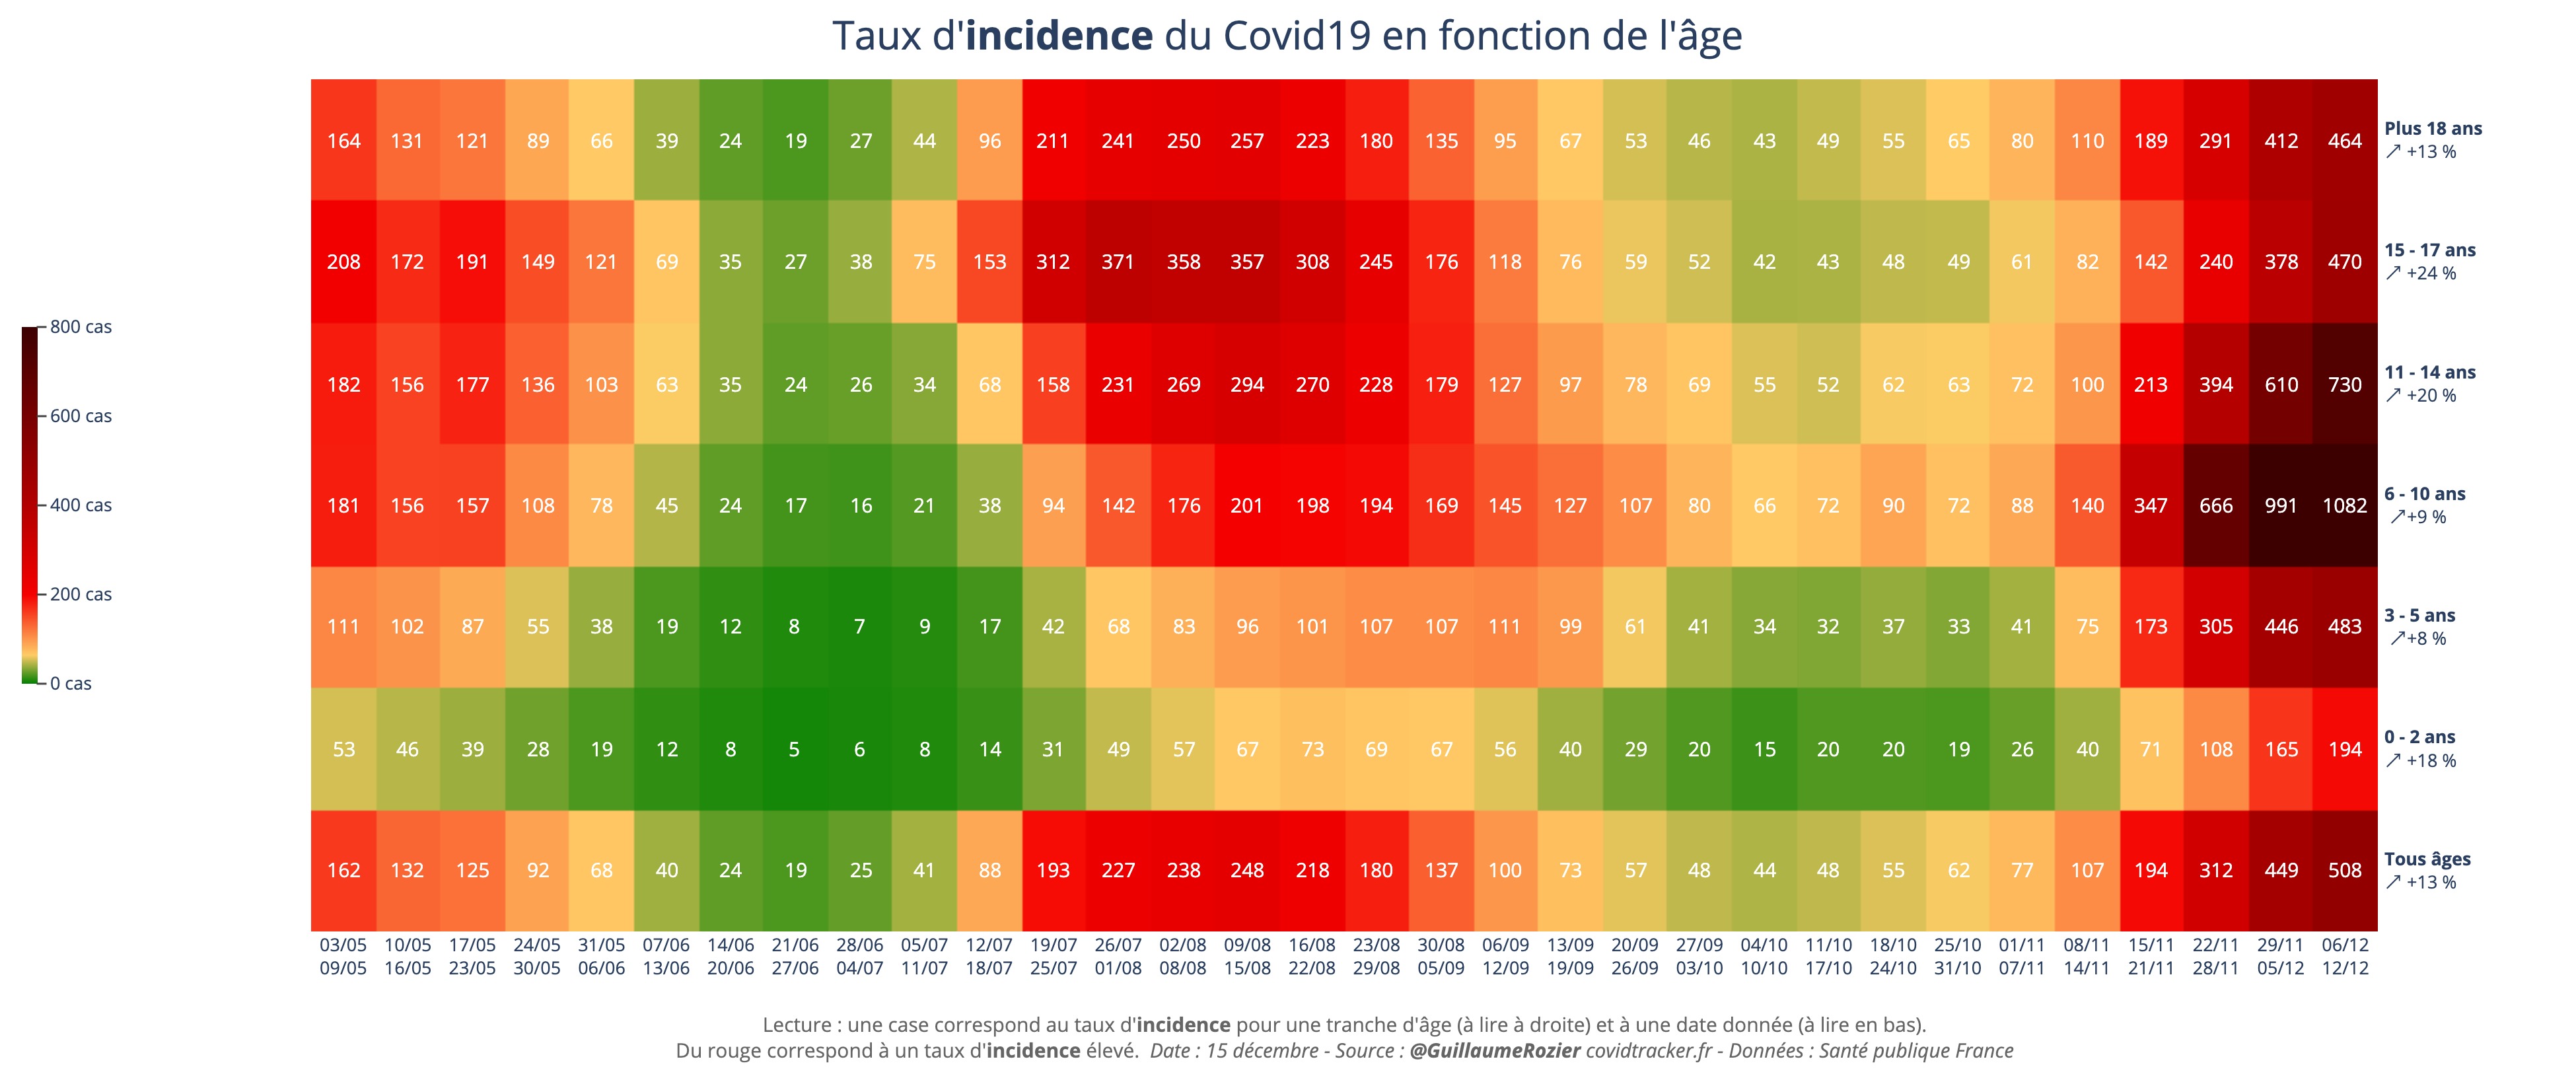 Taux d'incidence du Covid19 en fonction de l'âge
164 131 121 89 66 39 24 19 27 44 96 211 241 250 257 223 180 135 95 67 53 46 43 49 55 65 80 110 189 291 412 464
Plus 18 ans
↗ +13 %
208 172 191 149 121 69 35 27 38 75 153 312 371 358 357 308 245 176 118 76 59 52 42 43 48 49 61 82 142 240 378 470
15 - 17 ans
↗ +24 %
182 156 177 136 103 63 35 24 26 34 68 158 231 269 294 270 228 179 127 97 78 69 55 52 62 63 72 100 213 394 610 730
11 - 14 ans
↗ +20 %
181 156 157 108 78 45 24 17 16 21 38 94 142 176 201 198 194 169 145 127 107 80 66 72 90 72 88 140 347 666 991 1082
6 - 10 ans
↗+9 %
111 102 87 55 38 19 12 8 7 9 17 42 68 83 96 101 107 107 111 99 61 41 34 32 37 33 41 75 173 305 446 483
3 - 5 ans
↗+8 %
53 46 39 28 19 12 8 5 6 8 14 31 49 57 67 73 69 67 56 40 29 20 15 20 20 19 26 40 71 108 165 194
0 - 2 ans
↗ +18 %
162 132 125 92 68 40 24 19 25 41 88 193 227 238 248 218 180 137 100 73 57 48 44 48 55 62 77 107 194 312 449 508
Tous âges
↗ +13 %
800 cas
600 cas
400 cas
200 cas
0 cas
03/05 10/05 17/05 24/05 31/05 07/06 14/06 21/06 28/06 05/07 12/07 19/07 26/07 02/08 09/08 16/08 23/08 30/08 06/09 13/09 20/09 27/09 04/10 11/10 18/10 25/10 01/11 08/11 15/11 22/11 29/11 06/12
09/05 16/05 23/05 30/05 06/06 13/06 20/06 27/06 04/07 11/07 18/07 25/07 01/08 08/08 15/08 22/08 29/08 05/09 12/09 19/09 26/09 03/10 10/10 17/10 24/10 31/10 07/11 14/11 21/11 28/11 05/12 12/12
Lecture : une case correspond au taux d'incidence pour une tranche d'âge (à lire à droite) et à une date donnée (à lire en bas).
Du rouge correspond à un taux d'incidence élevé. Date : 15 décembre - Source : @GuillaumeRozier covidtracker.fr - Données : Santé publique France